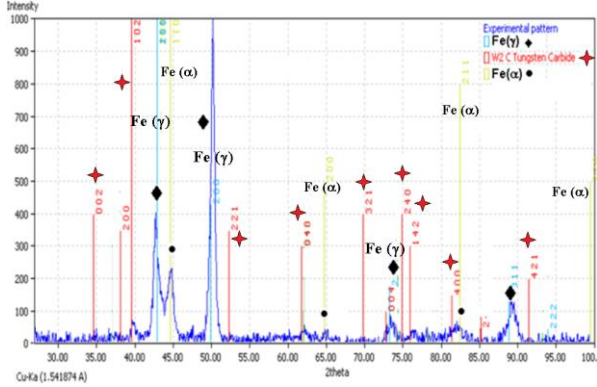 Intensity
1000
900
800
700
600
500
400
300
200
100
0
30.00 35.00 40.00 45.00 50.00 55.00 60.00 65.00 70.00 75.00 80.00 85.00 90.00 95.00
2theta
Cu-Ka (1.541874 A)
Experimental pattern
Fe(γ)
W2 C Tungsten Carbide
Fe(α)
Fe (α)
Fe (γ)
Fe (γ)
Fe (α)
Fe (γ)
Fe (α)
Fe (α)
002
200
102
200
110
200
221
040
200
321
004
240
142
400
211
421
222